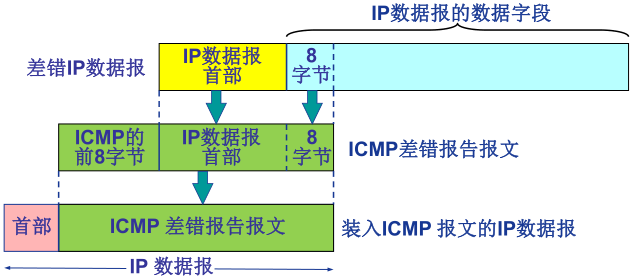 IP数据报的数据字段
差错IP数据报
IP数据报
首部
8
字节
ICMP的
前8字节
IP数据报
首部
8
字节
ICMP差错报告报文
首部
ICMP 差错报告报文
装入ICMP 报文的IP数据报
IP 数据报